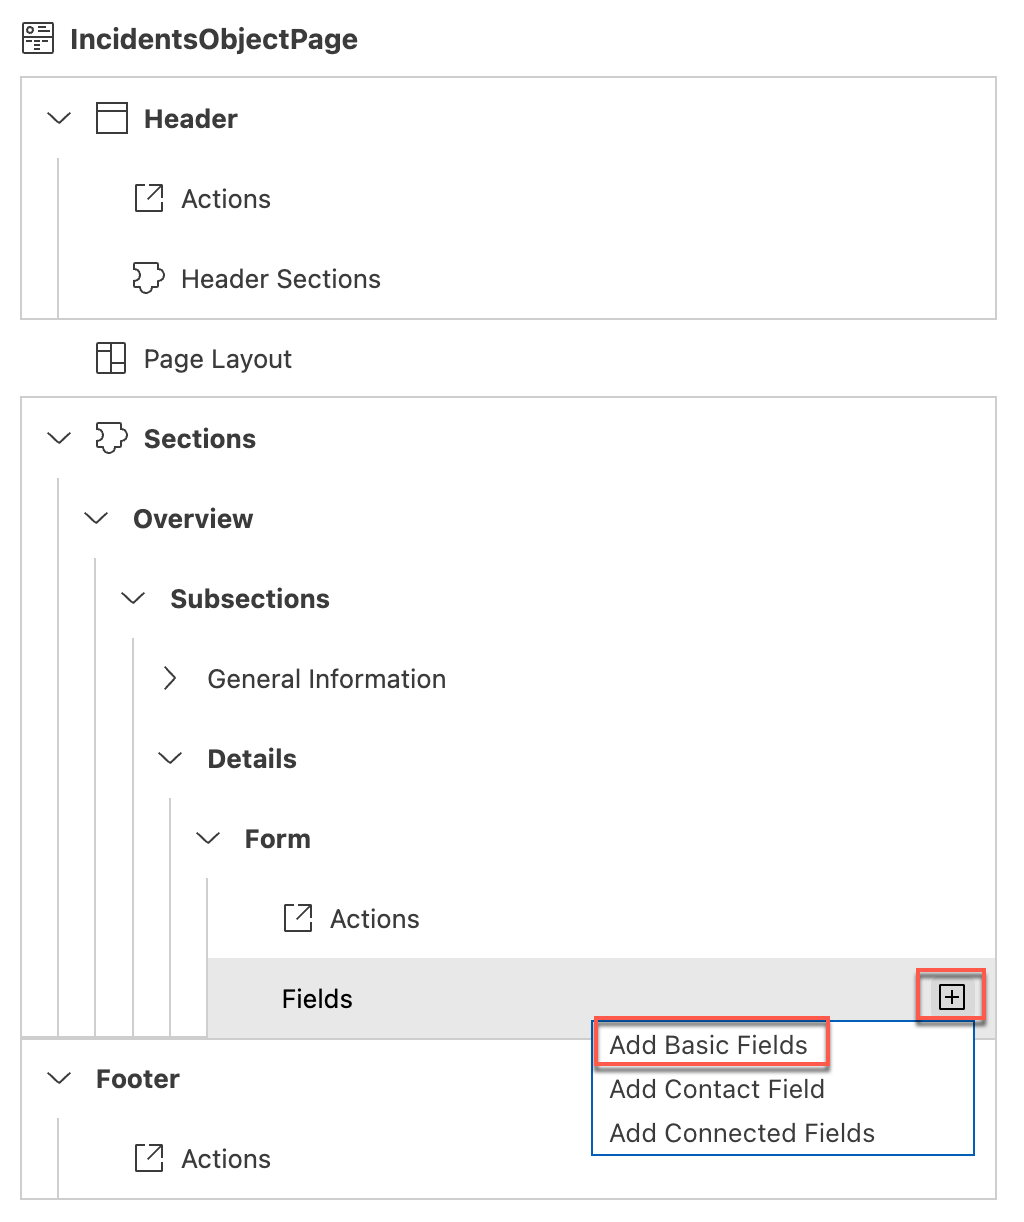 IncidentsObjectPage
Header
Actions
Header Sections
Page Layout
Sections
Overview
Subsections
General Information
Details
Form
Actions
Fields
Add Basic Fields
Add Contact Field
Add Connected Fields
Footer
Actions